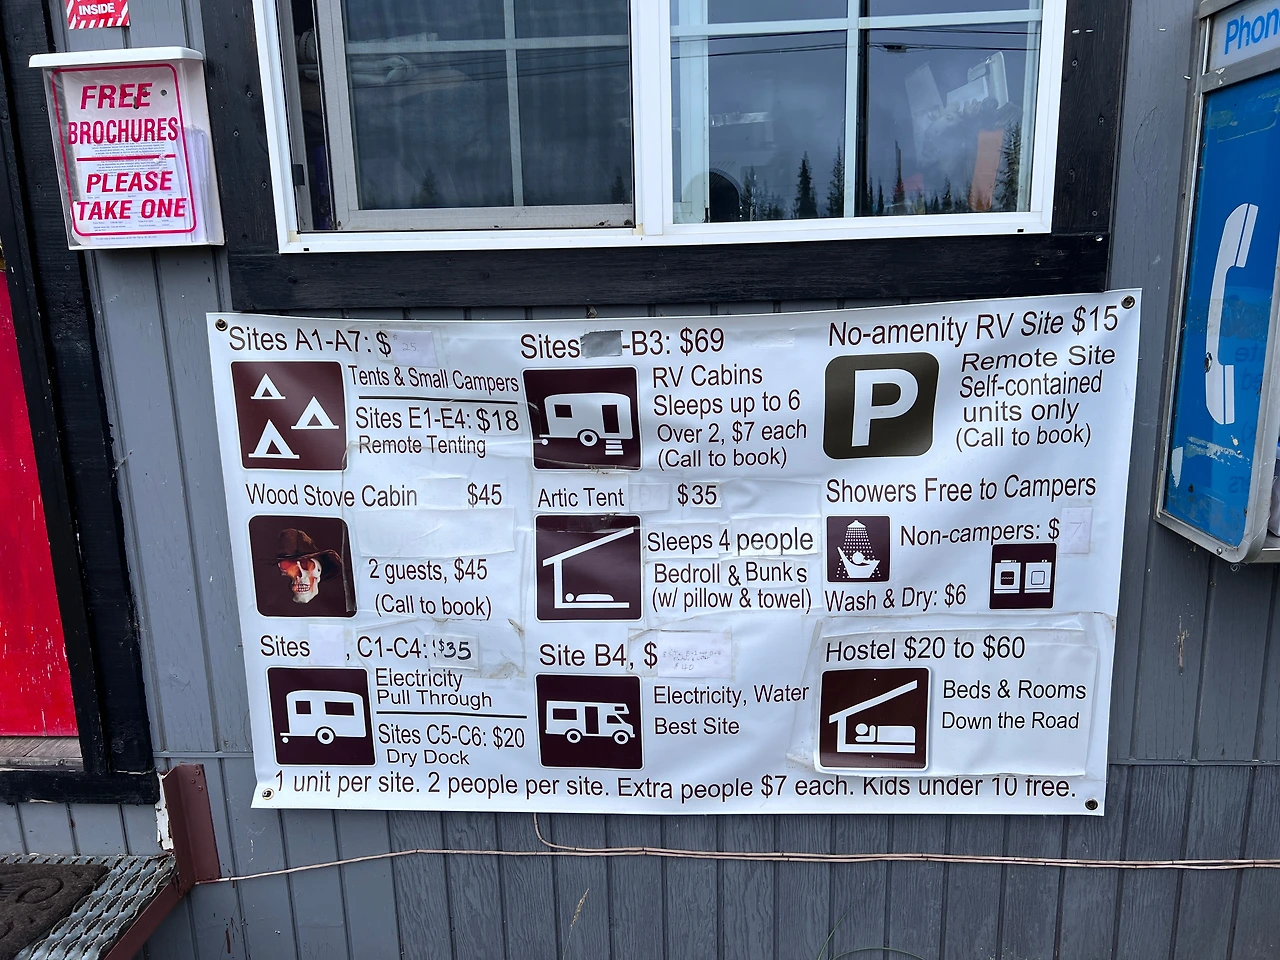 INSIDE
FREE
BROCHURES
PLEASE
TAKE ONE
Phon
Sites A1-A7: $ 25
Tents & Small Campers
Sites E1-E4: $18
Remote Tenting
Sites -B3: $69
RV Cabins
Sleeps up to 6
Over 2, $7 each
(Call to book)
No-amenity RV Site $15
P
Remote Site
Self-contained
units only
(Call to book)
Wood Stove Cabin $45
2 guests, $45
(Call to book)
Artic Tent $35
Sleeps 4 people
Bedroll & Bunks
(w/ pillow & towel)
Showers Free to Campers
Non-campers: $ 7
Wash & Dry: $6
Sites , C1-C4: $35
Electricity
Pull Through
Sites C5-C6: $20
Dry Dock
Site B4, $
$40
Electricity, Water
Best Site
Hostel $20 to $60
Beds & Rooms
Down the Road
1 unit per site. 2 people per site. Extra people $7 each. Kids under 10 free.